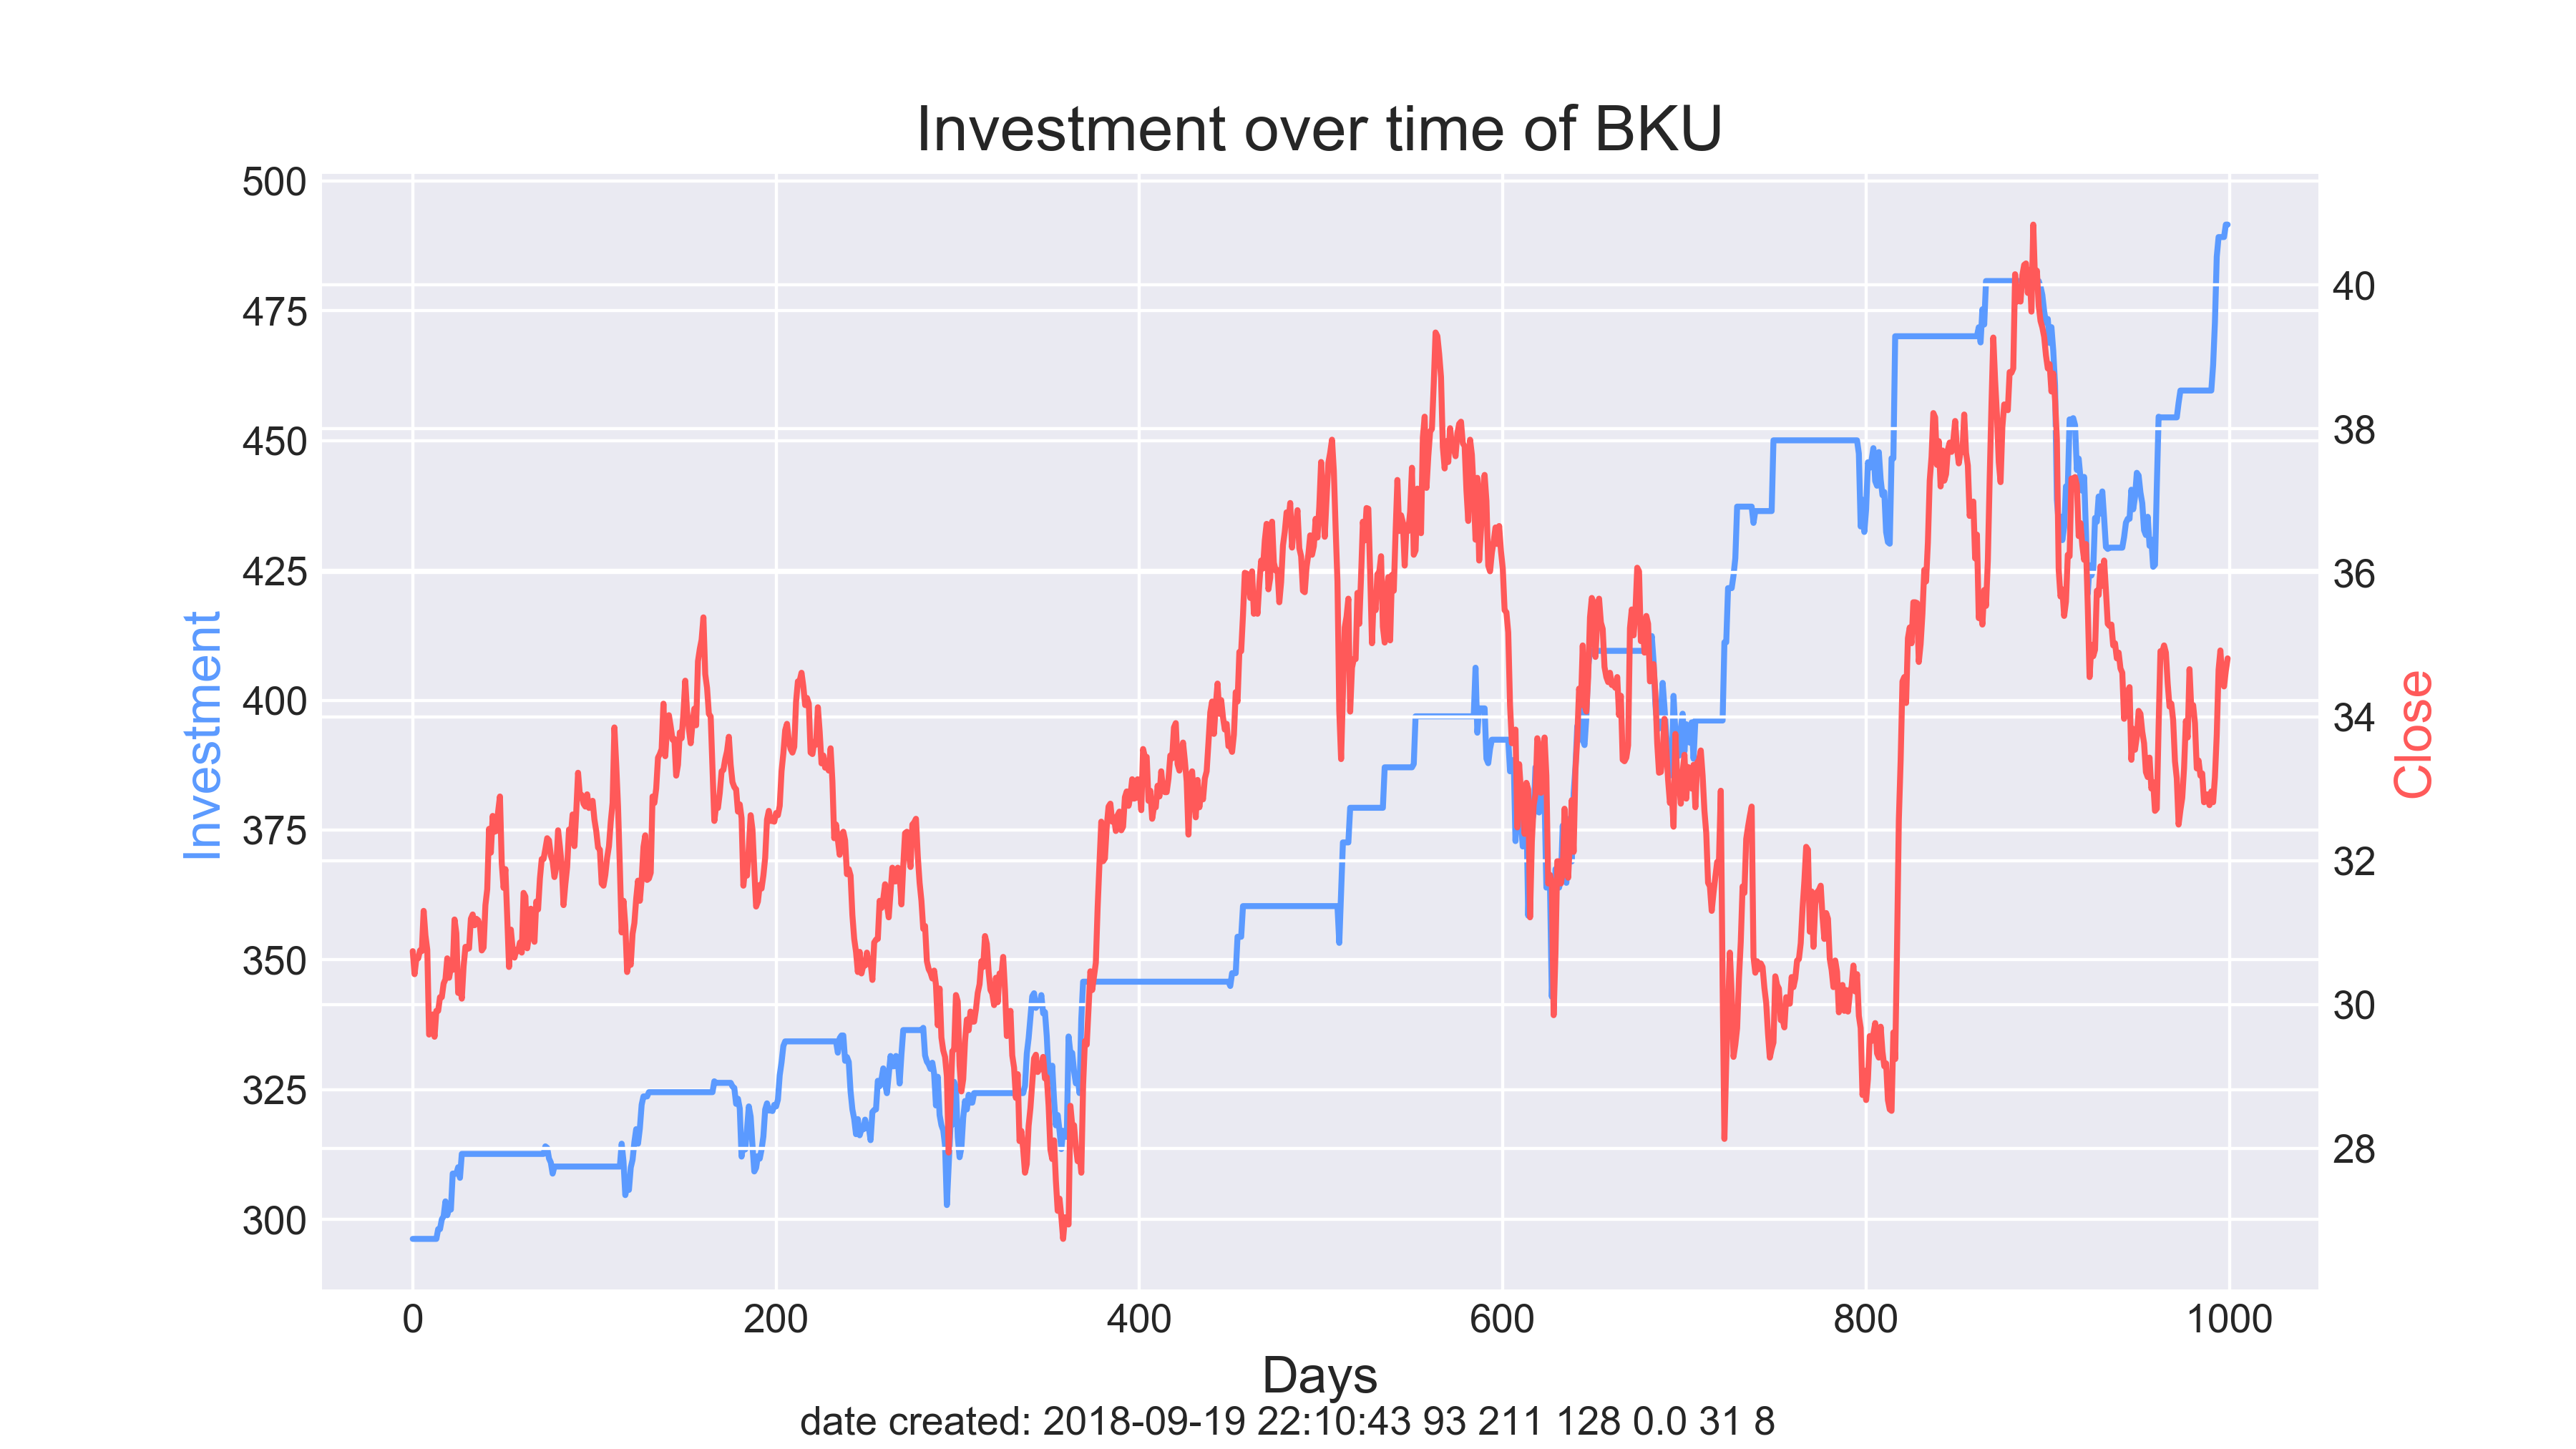 Investment over time of BKU
500
475
450
425
400
375
350
325
300
Investment
40
38
36
34
32
30
28
Close
0 200 400 600 800 1000
Days
date created: 2018-09-19 22:10:43 93 211 128 0.0 31 8